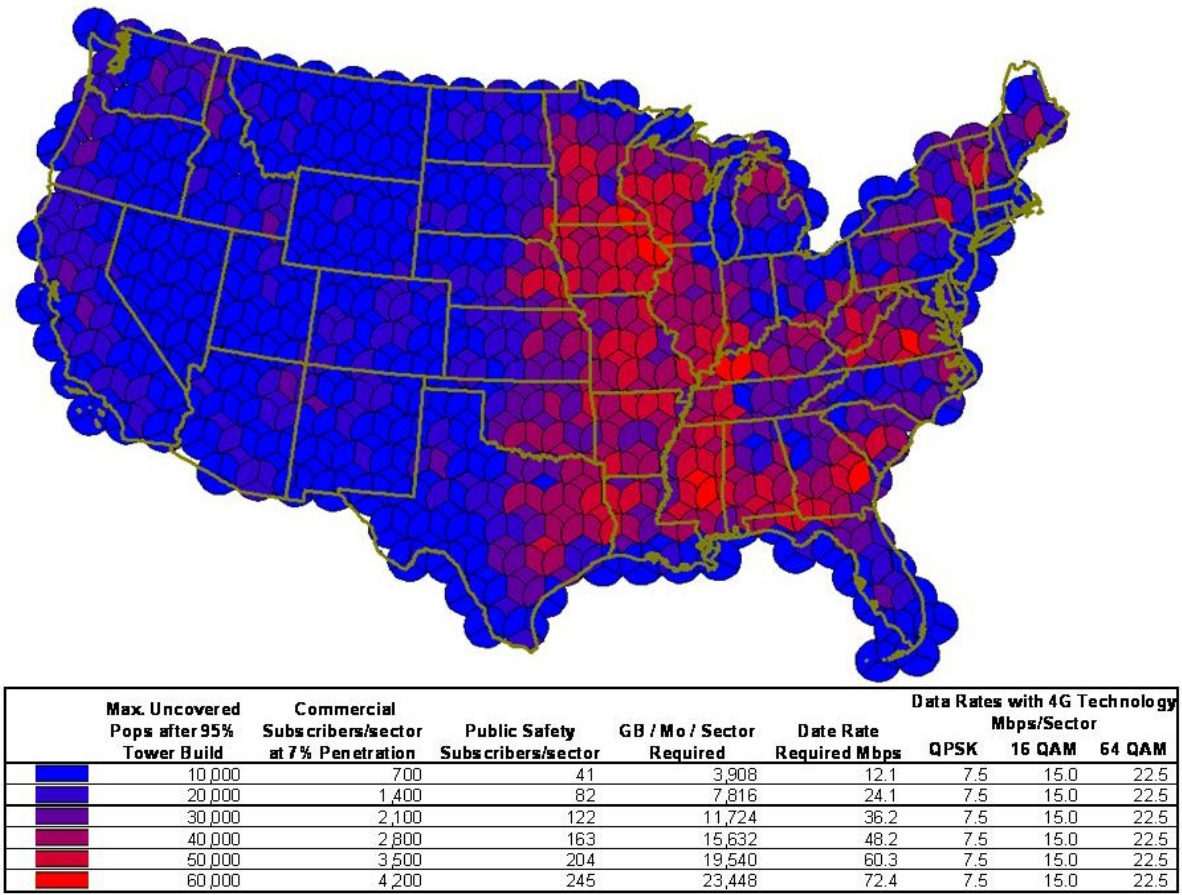 Max. Uncovered Pops after 95% Tower Build | Commercial Subscribers/sector at 7% Penetration | Public Safety Subscribers/sector | GB / Mo / Sector Required | Date Rate Required Mbps | Data Rates with 4G Technology Mbps/Sector
QPSK 16 QAM 64 QAM
10,000 700 41 3,908 12.1 7.5 15.0 22.5
20,000 1,400 82 7,816 24.1 7.5 15.0 22.5
30,000 2,100 122 11,724 36.2 7.5 15.0 22.5
40,000 2,800 163 15,632 48.2 7.5 15.0 22.5
50,000 3,500 204 19,540 60.3 7.5 15.0 22.5
60,000 4,200 245 23,448 72.4 7.5 15.0 22.5